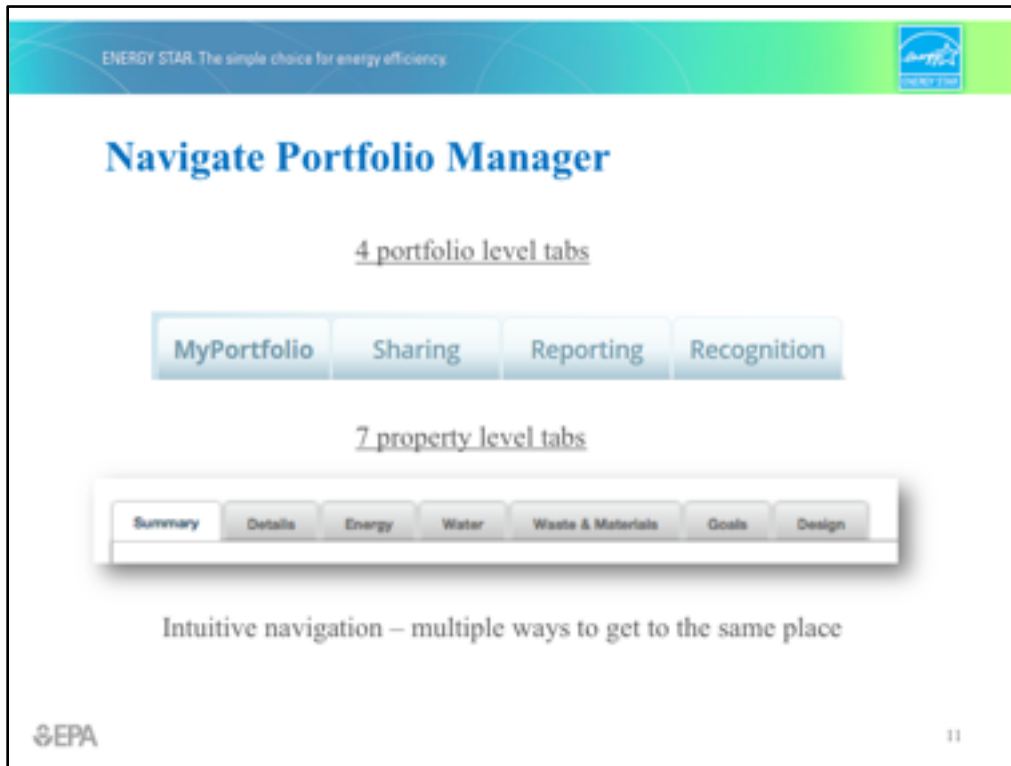 ENERGY STAR. The simple choice for energy efficiency.
ENERGY STAR
Navigate Portfolio Manager
4 portfolio level tabs
MyPortfolio Sharing Reporting Recognition
7 property level tabs
Summary Details Energy Water Waste & Materials Goals Design
Intuitive navigation – multiple ways to get to the same place
EPA
11